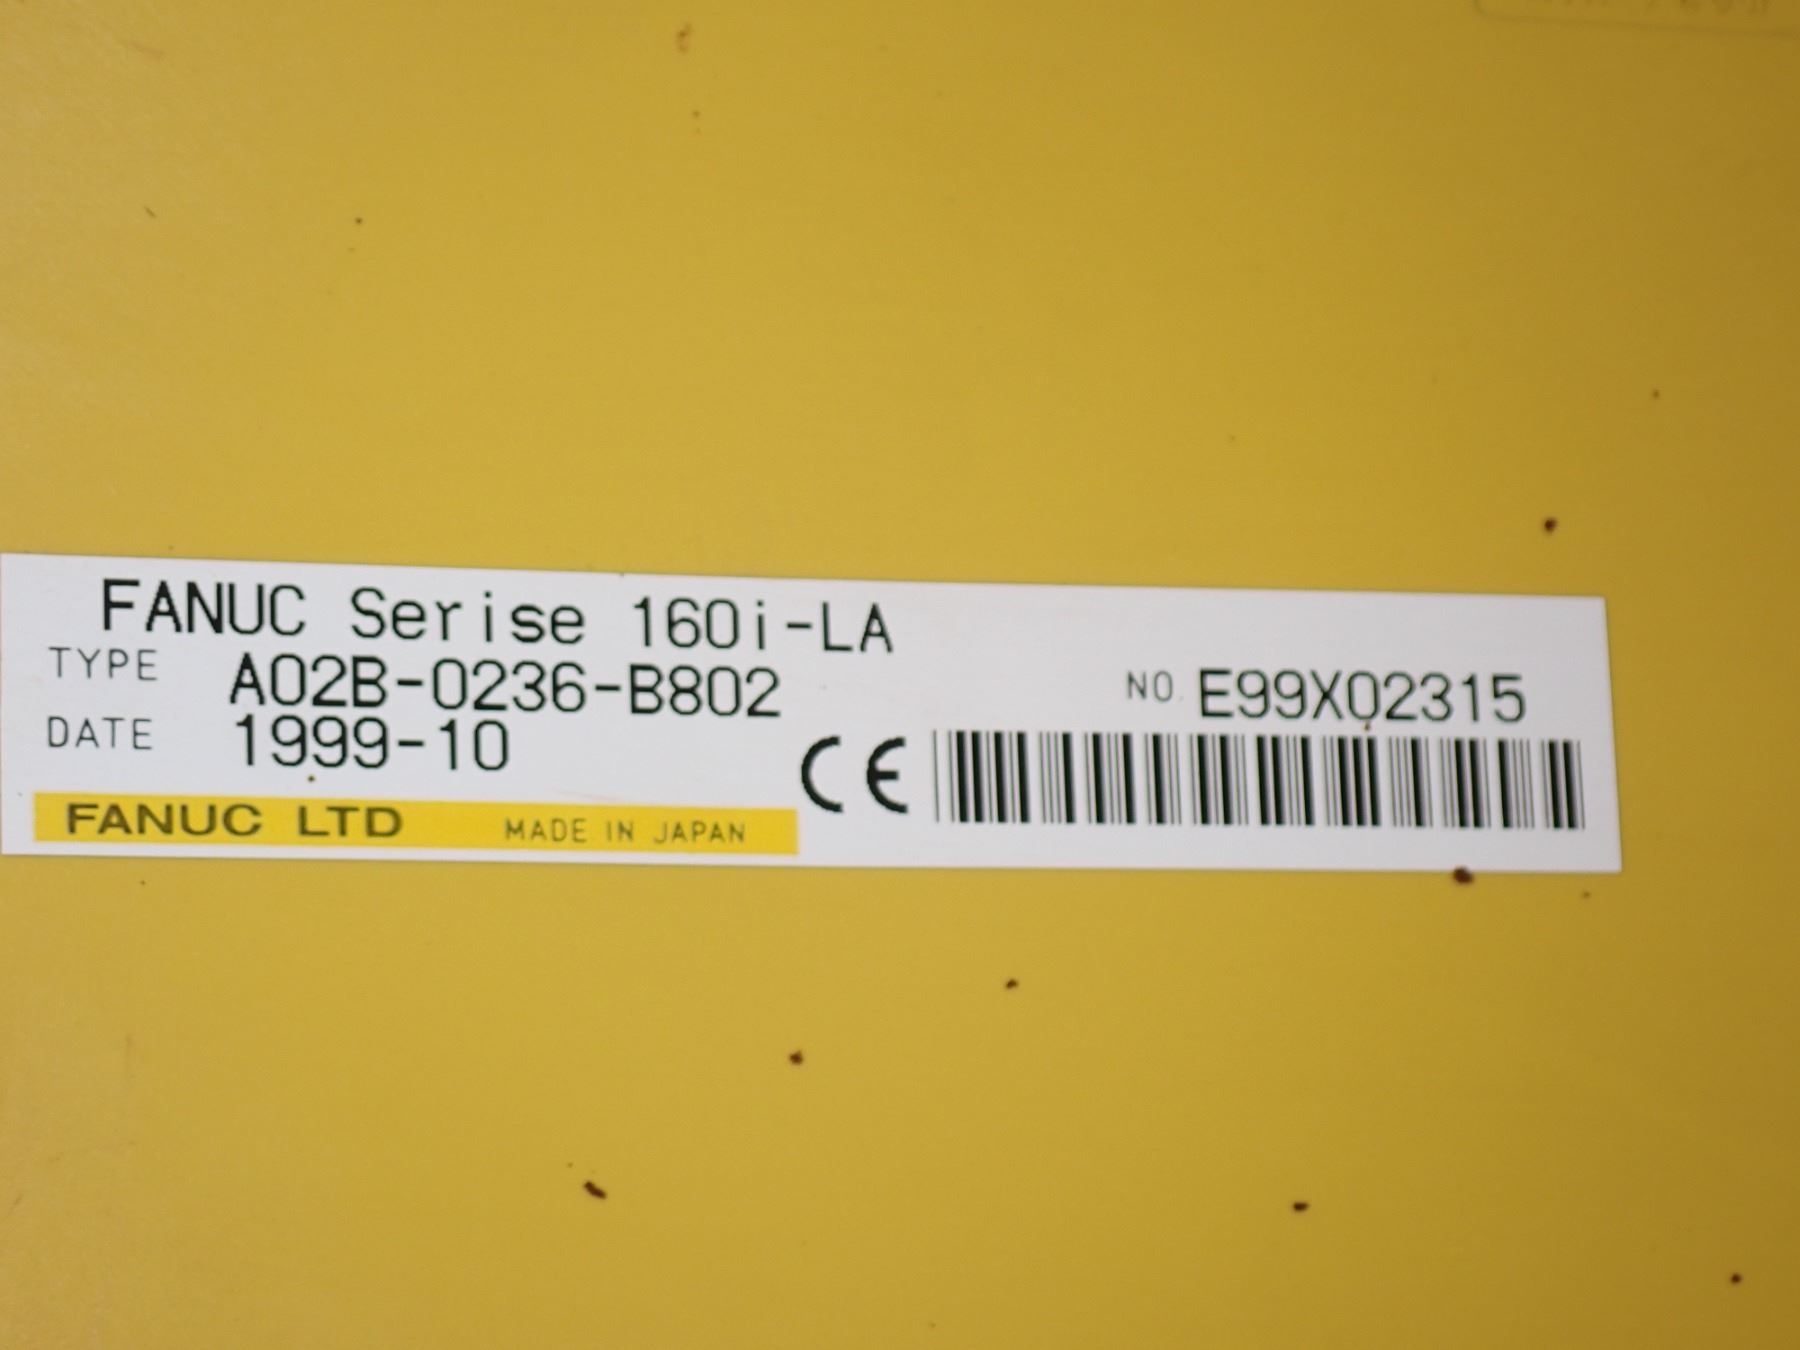 FANUC Serise 160i-LA
TYPE A02B-0236-B802
NO. E99X02315
DATE 1999-10
CE
FANUC LTD MADE IN JAPAN